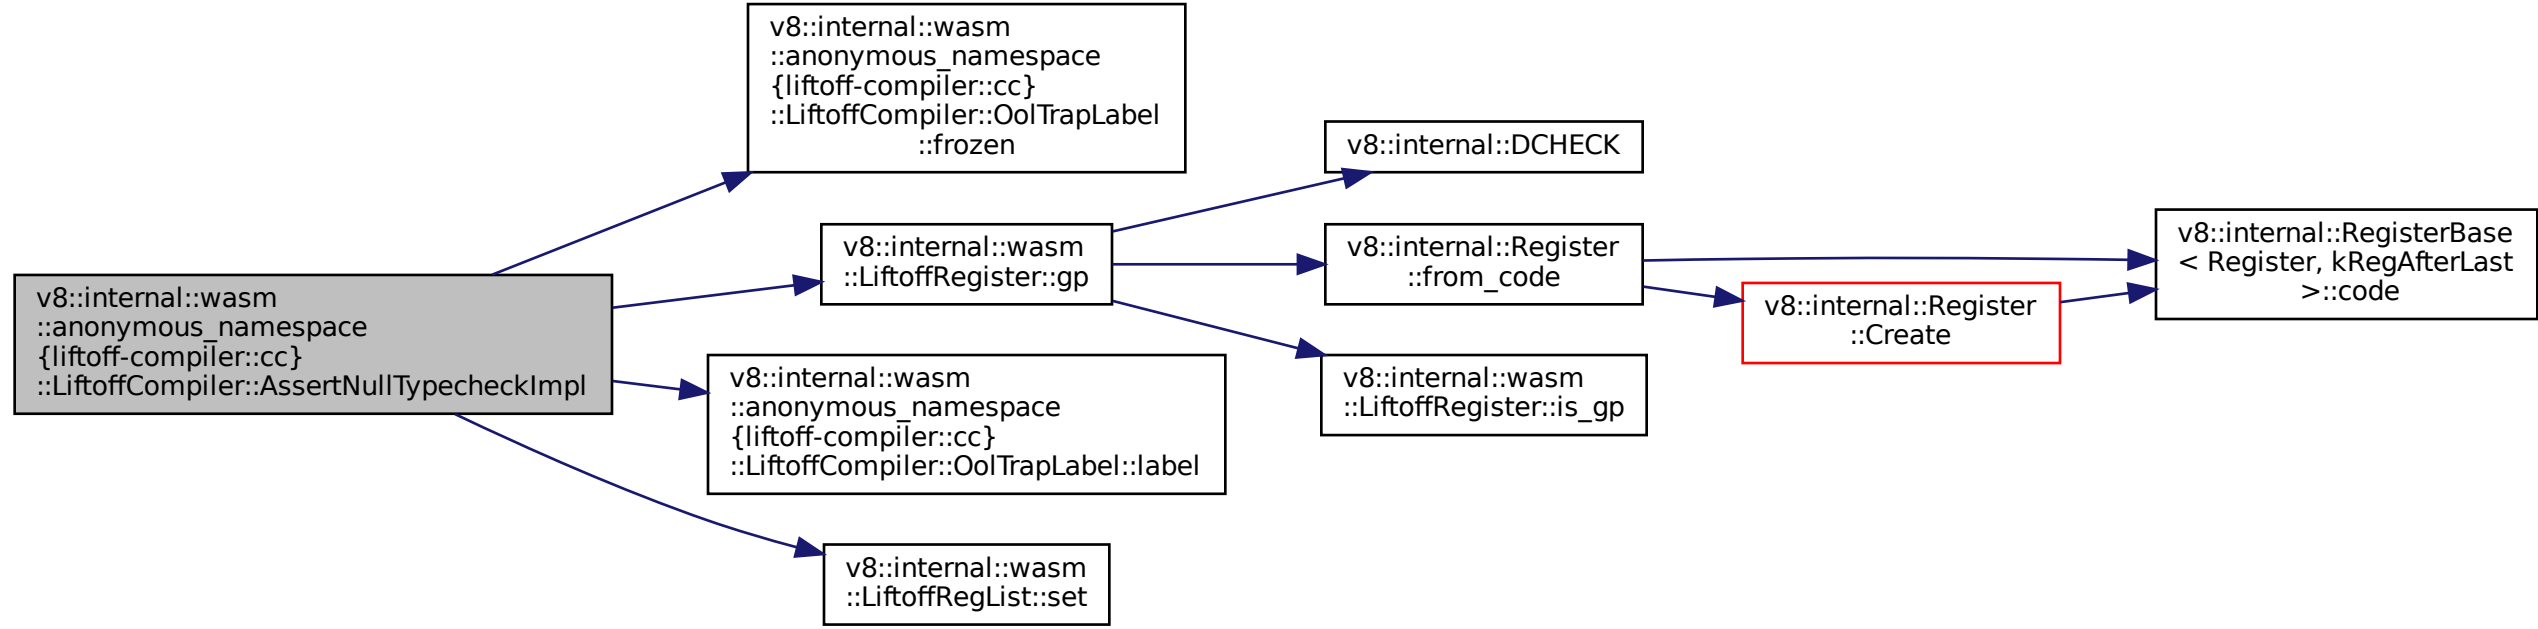 v8::internal::wasm
::anonymous_namespace
{liftoff-compiler::cc}
::LiftoffCompiler::AssertNullTypecheckImpl
v8::internal::wasm
::anonymous_namespace
{liftoff-compiler::cc}
::LiftoffCompiler::OolTrapLabel
::frozen
v8::internal::wasm
::LiftoffRegister::gp
v8::internal::wasm
::anonymous_namespace
{liftoff-compiler::cc}
::LiftoffCompiler::OolTrapLabel::label
v8::internal::wasm
::LiftoffRegList::set
v8::internal::DCHECK
v8::internal::Register
::from_code
v8::internal::wasm
::LiftoffRegister::is_gp
v8::internal::Register
::Create
v8::internal::RegisterBase
< Register, kRegAfterLast
>::code